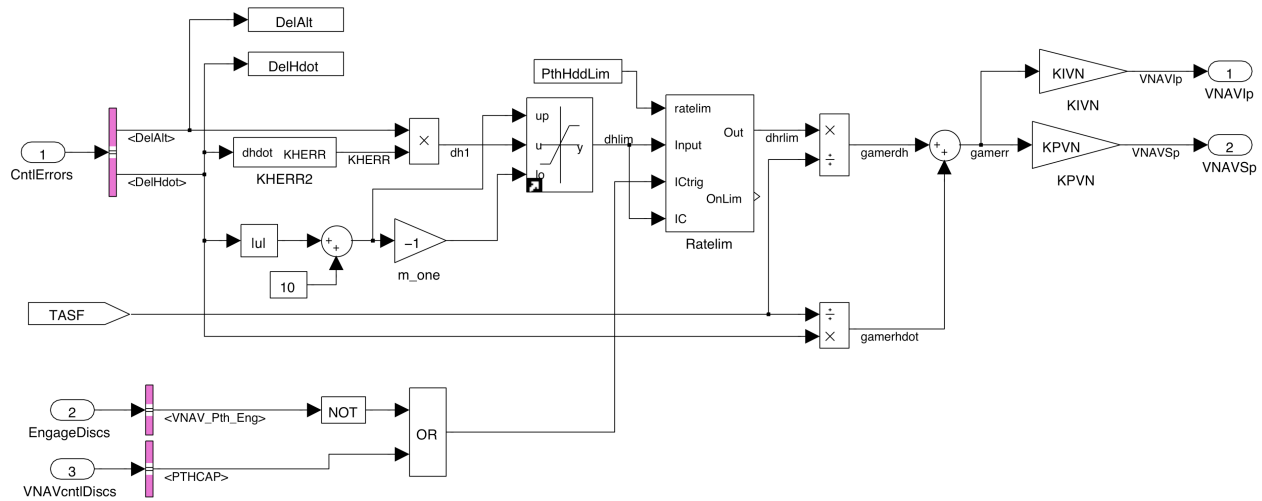 DelAlt
DelHdot
PthHddLim
1
CntlErrors
<DelAlt>
<DelHdot>
dhdot KHERR
KHERR2
KHERR
×
dh1
up
u
lo
y
dhlim
ratelim
Input
ICtrig
IC
Out
OnLim
Ratelim
dhrlim
×
÷
gamerdh
+
+
gamerr
KIVN
KIVN
VNAVIp
1
VNAVIp
KPVN
KPVN
VNAVSp
2
VNAVSp
|u|
+
+
10
−1
m_one
TASF
÷
×
gamerhdot
2
EngageDiscs
<VNAV_Pth_Eng>
NOT
OR
3
VNAVcntlDiscs
<PTHCAP>